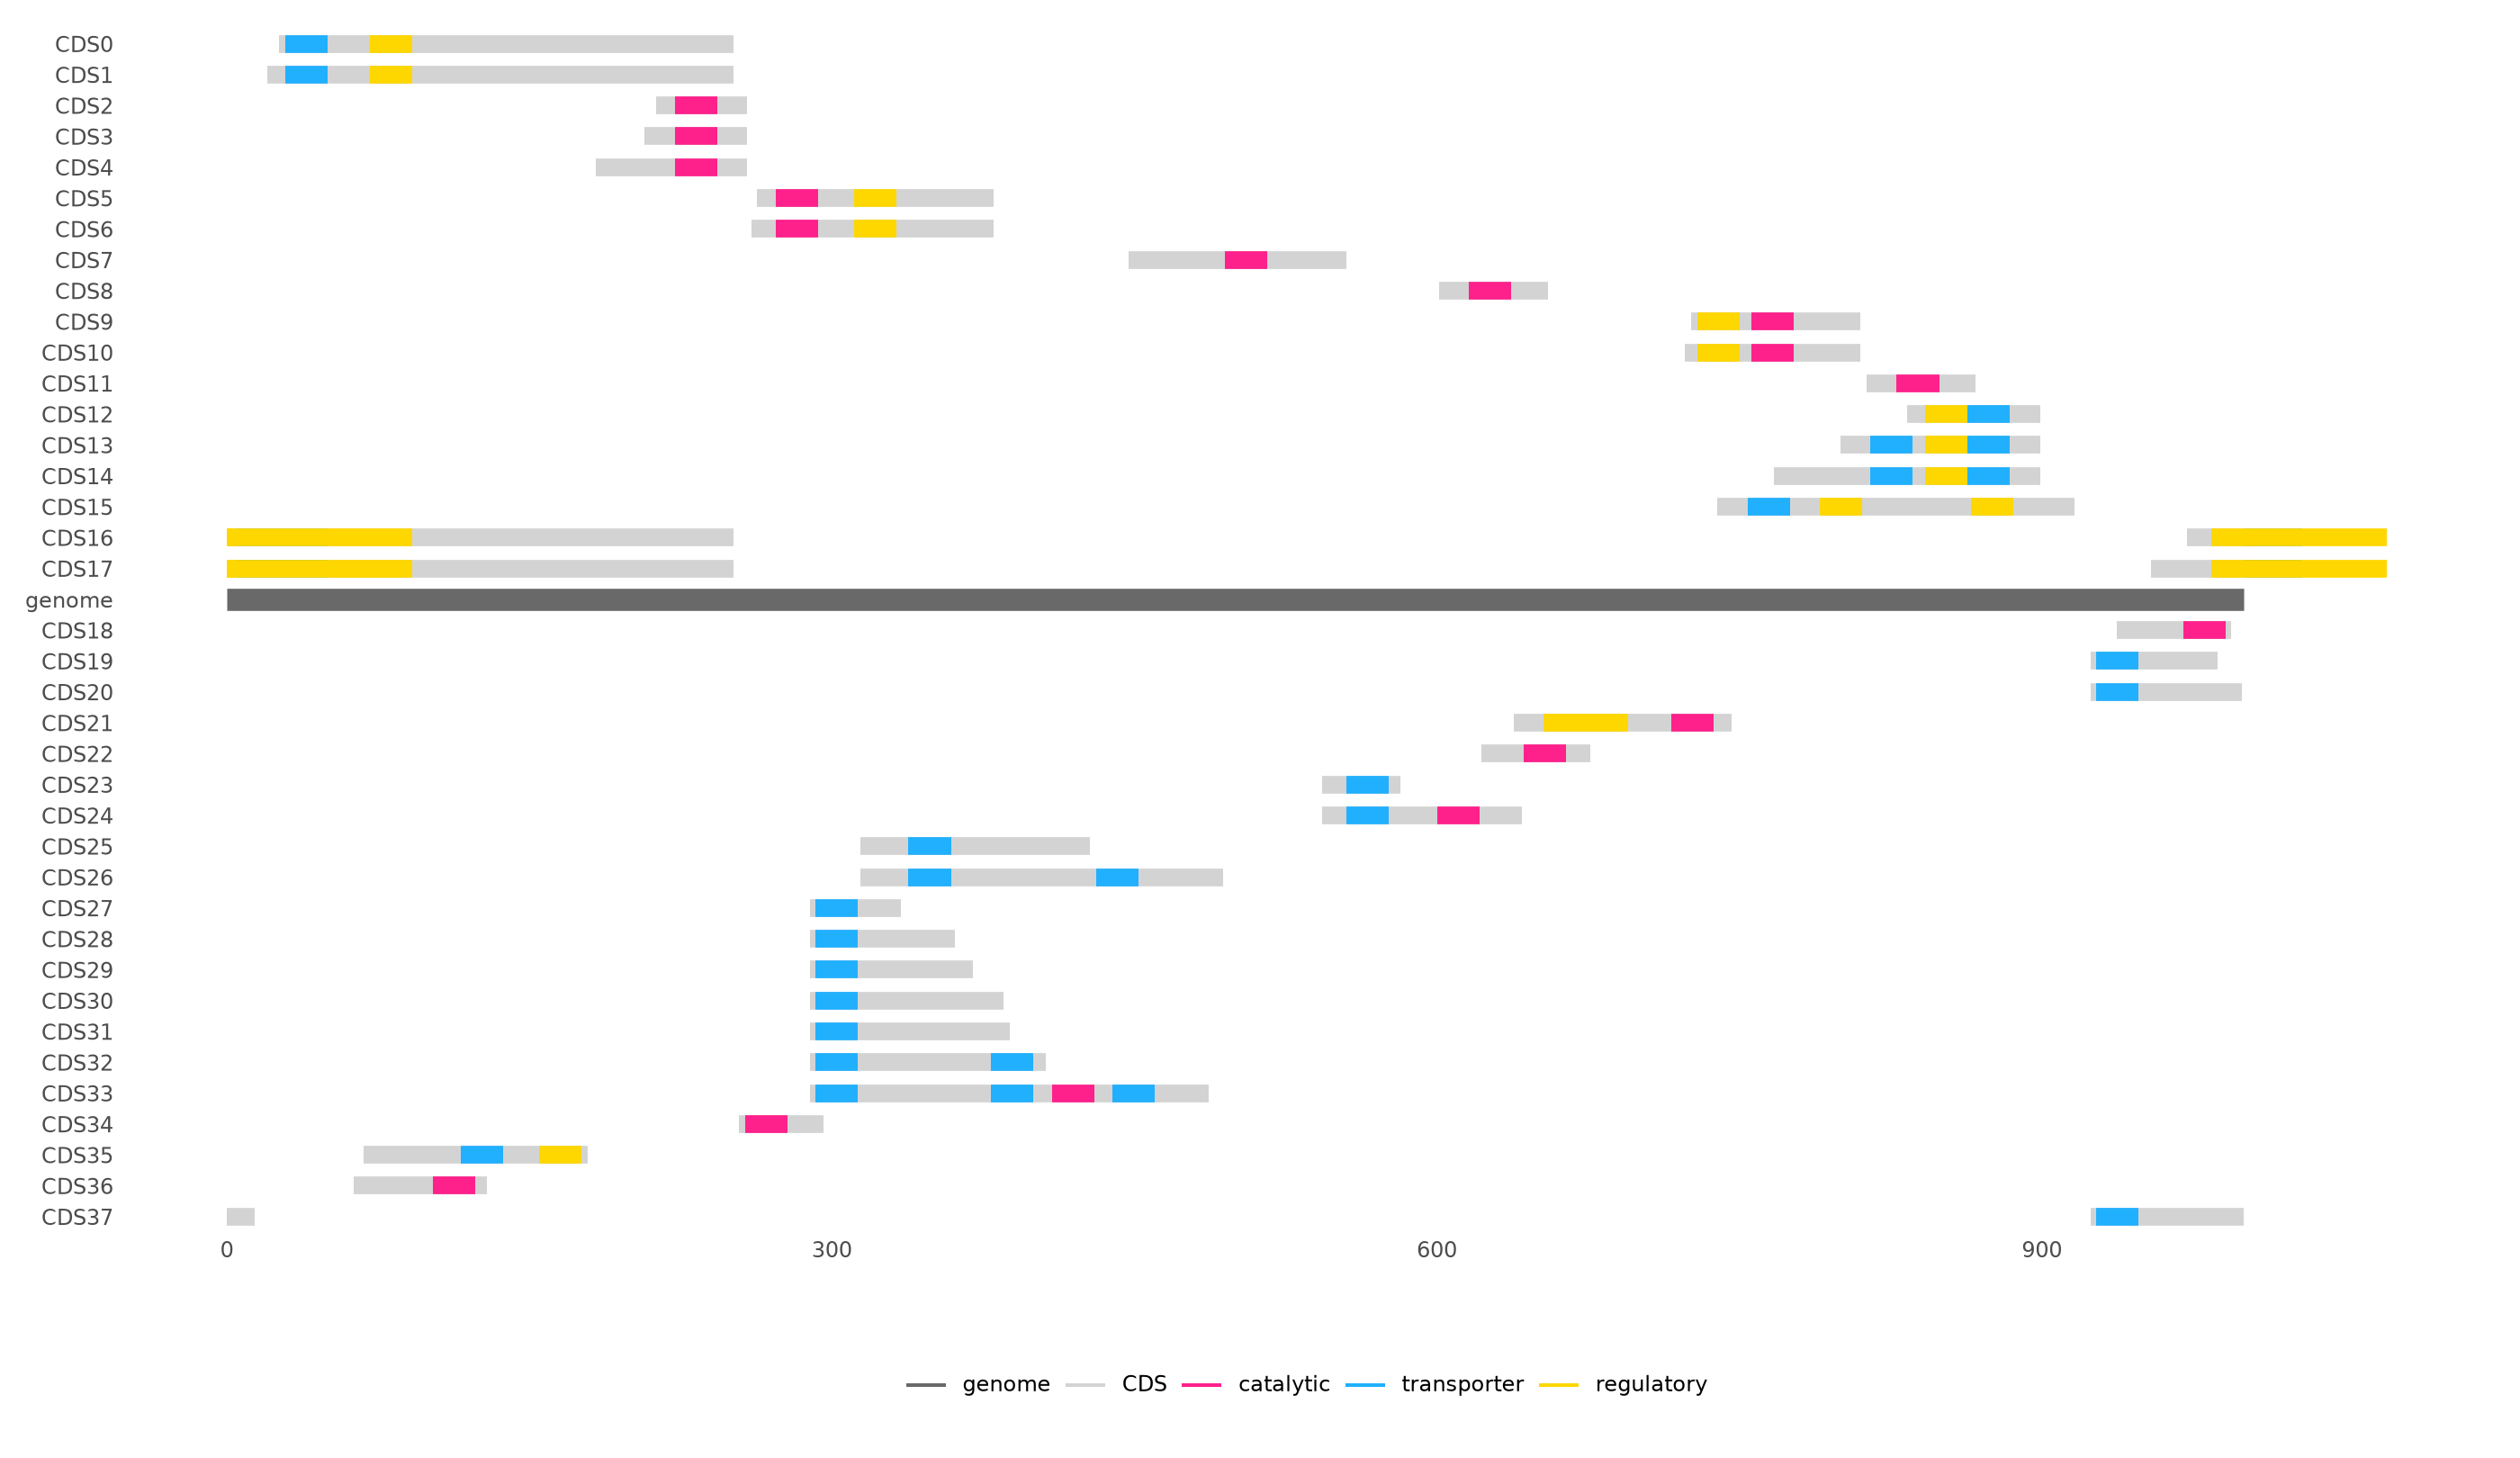 CDS0
CDS1
CDS2
CDS3
CDS4
CDS5
CDS6
CDS7
CDS8
CDS9
CDS10
CDS11
CDS12
CDS13
CDS14
CDS15
CDS16
CDS17
genome
CDS18
CDS19
CDS20
CDS21
CDS22
CDS23
CDS24
CDS25
CDS26
CDS27
CDS28
CDS29
CDS30
CDS31
CDS32
CDS33
CDS34
CDS35
CDS36
CDS37
0 300 600 900
genome CDS catalytic transporter regulatory